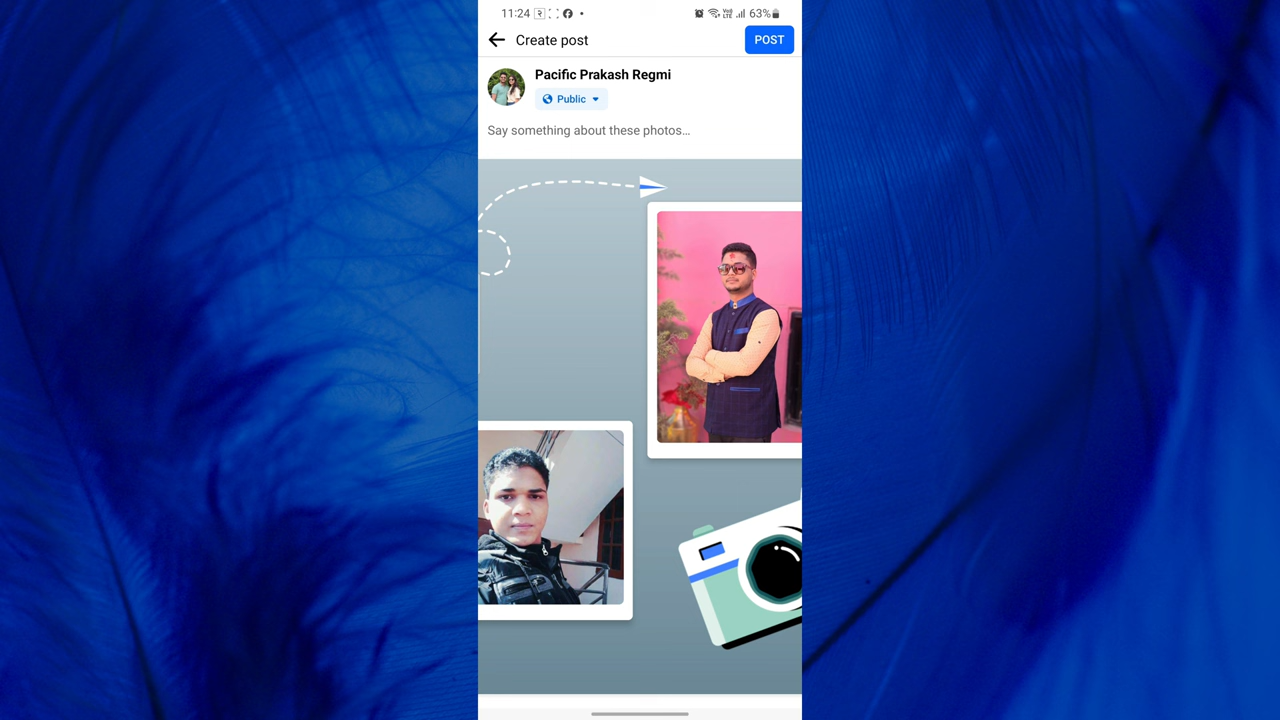 11:24
63%
Create post
POST
Pacific Prakash Regmi
Public
Say something about these photos…